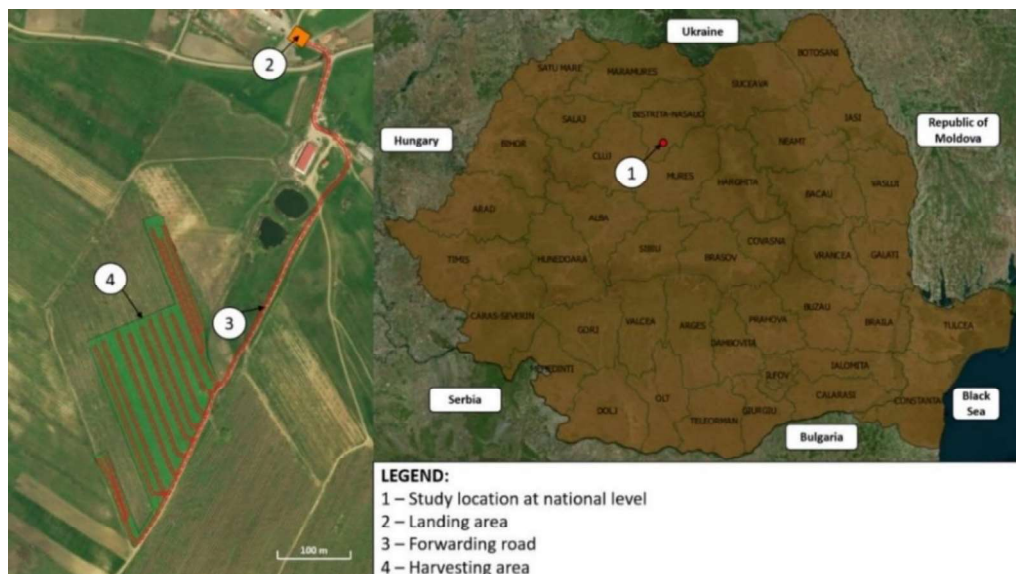 2
3
4
100 m
Ukraine
BOTOSANI
SATU MARE
MARAMURES
SUCEAVA
BISTRITA-NASAUD
IASI
Republic of
Moldova
SALAJ
Hungary
BIHOR
CLUJ
NEAMT
1
MURES
HARGHITA
BACAU
VASLUI
ARAD
ALBA
TIMIS
HUNEDOARA
SIBIU
BRASOV
COVASNA
VRANCEA
GALATI
CARAS-SEVERIN
GORJ
VALCEA
ARGES
PRAHOVA
BUZAU
BRAILA
TULCEA
DAMBOVITA
MEHEDINTI
ILFOV
IALOMITA
Serbia
DOLJ
OLT
TELEORMAN
GIURGIU
CALARASI
CONSTANTA
Black
Sea
Bulgaria
LEGEND:
1 – Study location at national level
2 – Landing area
3 – Forwarding road
4 – Harvesting area